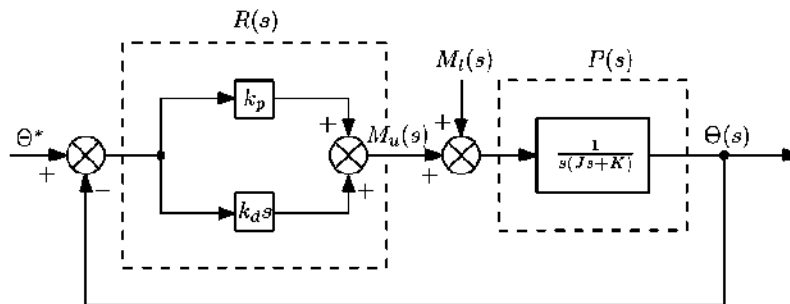 R(s)
M_l(s)
P(s)
k_p
Θ*
+
M_u(s)
+
1
s(Js+K)
Θ(s)
+
−
+
+
k_d s